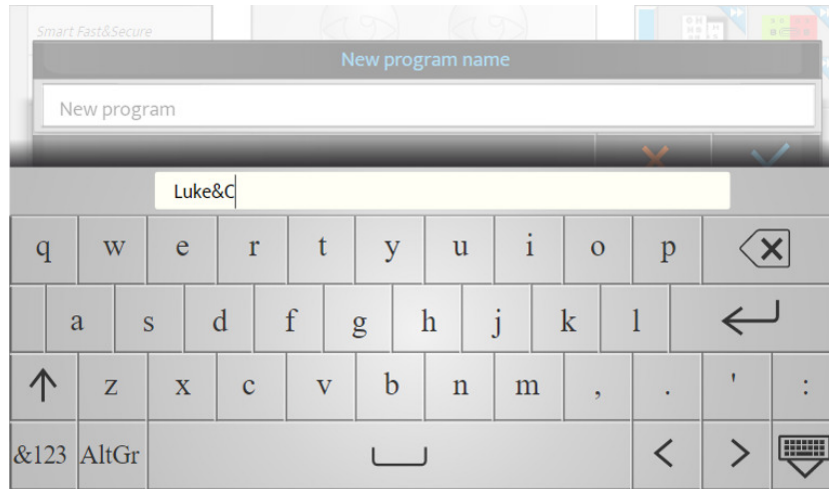 Smart Fast&Secure
New program name
New program
Luke&C
q w e r t y u i o p
a s d f g h j k l
z x c v b n m , . ' :
&123 AltGr < >